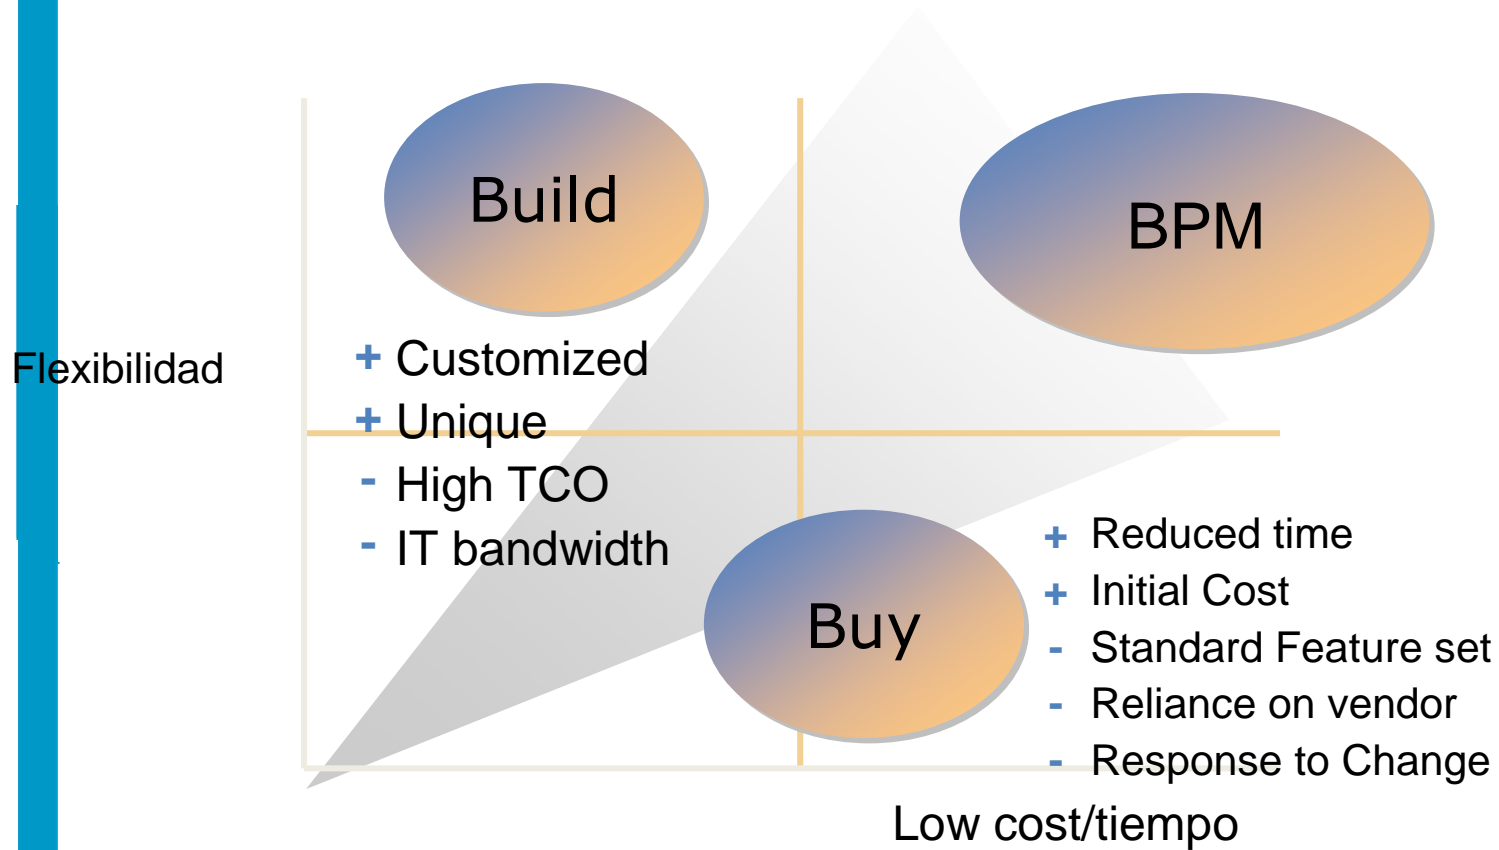 Build
BPM
Flexibilidad
+ Customized
+ Unique
- High TCO
- IT bandwidth
Buy
+ Reduced time
+ Initial Cost
- Standard Feature set
- Reliance on vendor
- Response to Change
Low cost/tiempo